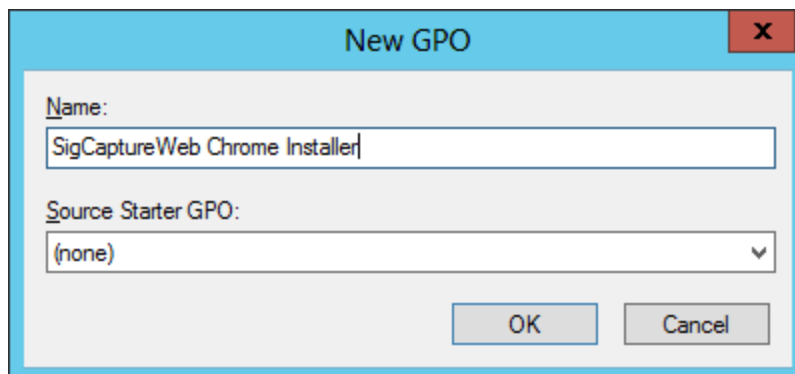 New GPO
x
Name:
SigCaptureWeb Chrome Installer
Source Starter GPO:
(none)
OK
Cancel